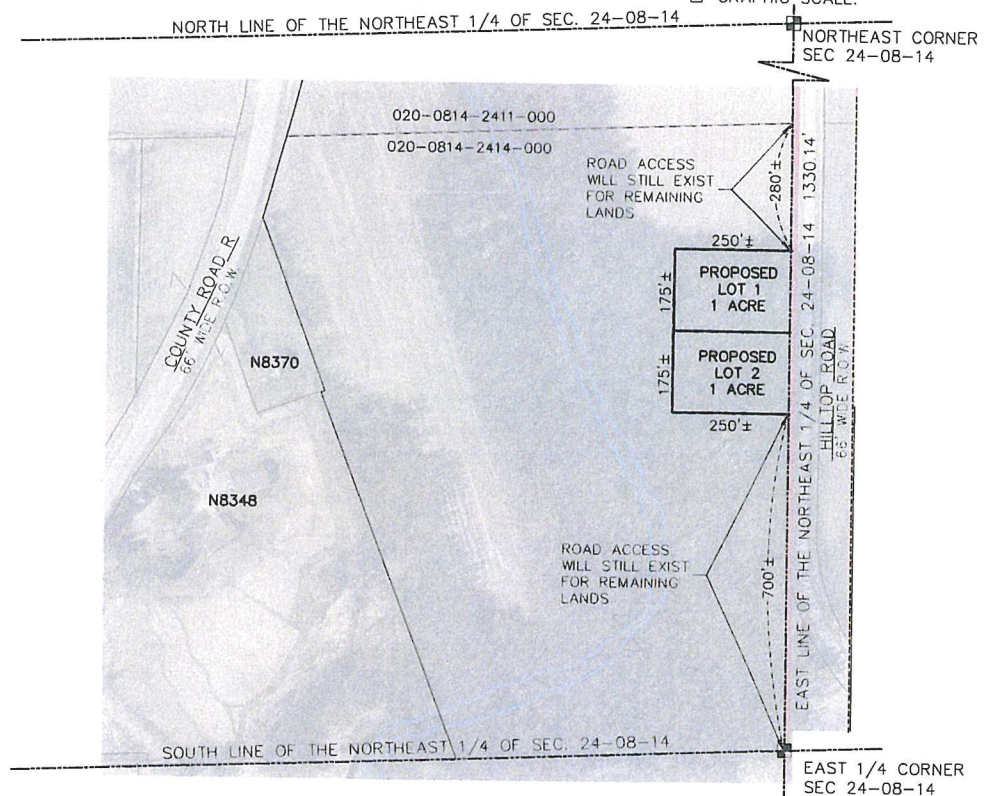 GRAPHIC SCALE:
NORTH LINE OF THE NORTHEAST 1/4 OF SEC. 24-08-14
NORTHEAST CORNER
SEC 24-08-14
020-0814-2411-000
020-0814-2414-000
ROAD ACCESS
WILL STILL EXIST
FOR REMAINING
LANDS
280'±
250'±
175'±
PROPOSED
LOT 1
1 ACRE
175'±
PROPOSED
LOT 2
1 ACRE
250'±
COUNTY ROAD R
66' WIDE R.O.W.
N8370
N8348
ROAD ACCESS
WILL STILL EXIST
FOR REMAINING
LANDS
700'±
EAST LINE OF THE NORTHEAST 1/4 OF SEC. 24-08-14 1330.14'
HILLTOP ROAD
66' WIDE R.O.W.
SOUTH LINE OF THE NORTHEAST 1/4 OF SEC. 24-08-14
EAST 1/4 CORNER
SEC 24-08-14